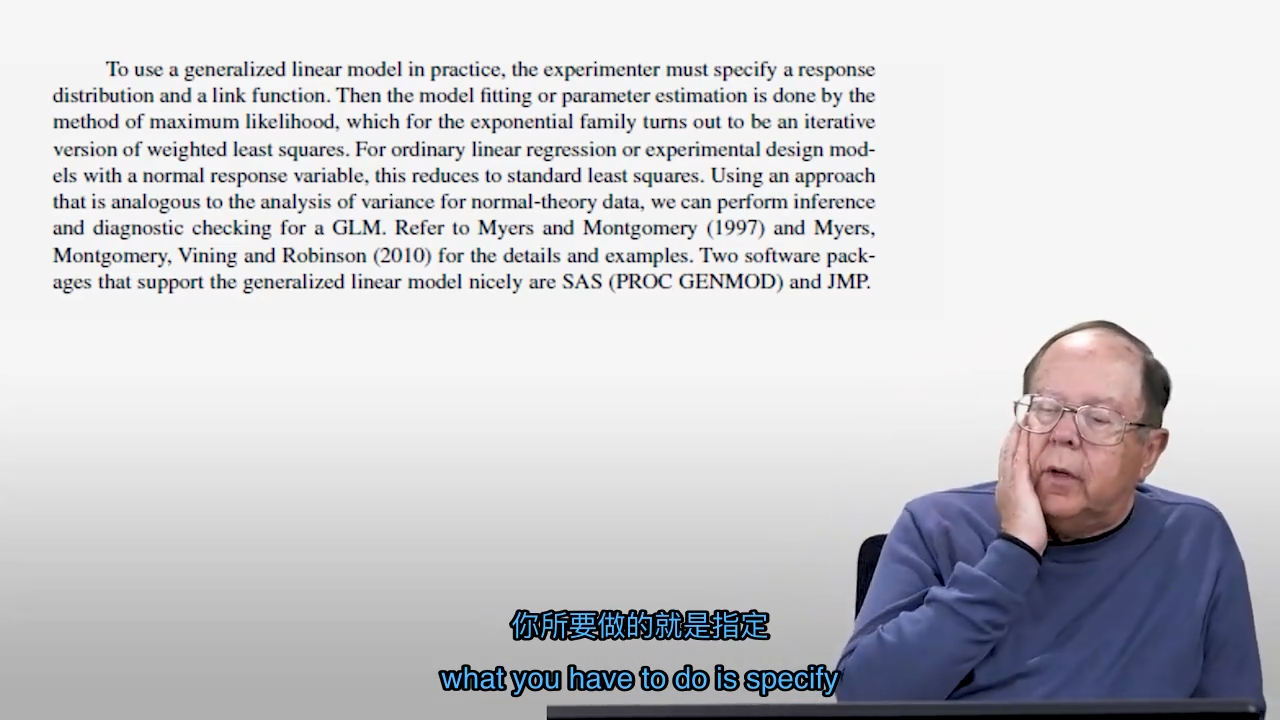 To use a generalized linear model in practice, the experimenter must specify a response
distribution and a link function. Then the model fitting or parameter estimation is done by the
method of maximum likelihood, which for the exponential family turns out to be an iterative
version of weighted least squares. For ordinary linear regression or experimental design mod-
els with a normal response variable, this reduces to standard least squares. Using an approach
that is analogous to the analysis of variance for normal-theory data, we can perform inference
and diagnostic checking for a GLM. Refer to Myers and Montgomery (1997) and Myers,
Montgomery, Vining and Robinson (2010) for the details and examples. Two software pack-
ages that support the generalized linear model nicely are SAS (PROC GENMOD) and JMP.
你所要做的就是指定
what you have to do is specify